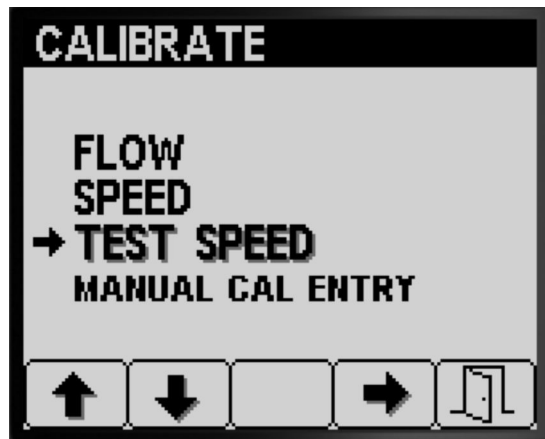 CALIBRATE
FLOW
SPEED
TEST SPEED
MANUAL CAL ENTRY